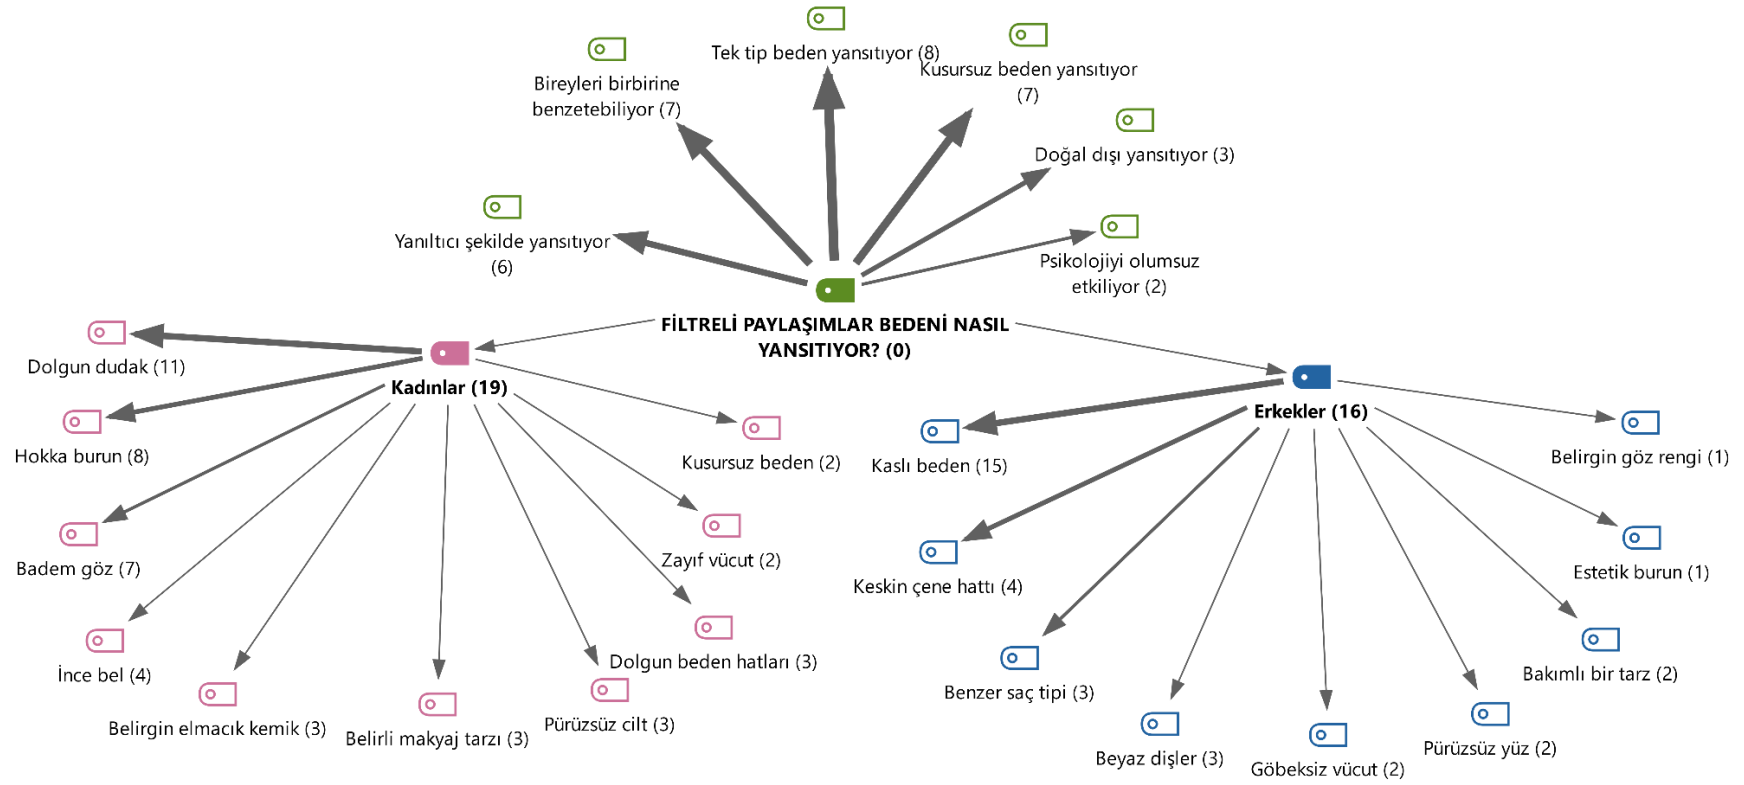 Tek tip beden yansıtıyor (8)
Kusursuz beden yansıtıyor
(7)
Bireyleri birbirine
benzetebiliyor (7)
Doğal dışı yansıtıyor (3)
Yanıltıcı şekilde yansıtıyor
(6)
Psikolojiyi olumsuz
etkiliyor (2)
FİLTRELİ PAYLAŞIMLAR BEDENİ NASIL
YANSITIYOR? (0)
Kadınlar (19)
Dolgun dudak (11)
Hokka burun (8)
Badem göz (7)
İnce bel (4)
Belirgin elmacık kemik (3)
Belirli makyaj tarzı (3)
Pürüzsüz cilt (3)
Dolgun beden hatları (3)
Zayıf vücut (2)
Kusursuz beden (2)
Erkekler (16)
Kaslı beden (15)
Keskin çene hattı (4)
Benzer saç tipi (3)
Beyaz dişler (3)
Göbeksiz vücut (2)
Pürüzsüz yüz (2)
Bakımlı bir tarz (2)
Estetik burun (1)
Belirgin göz rengi (1)